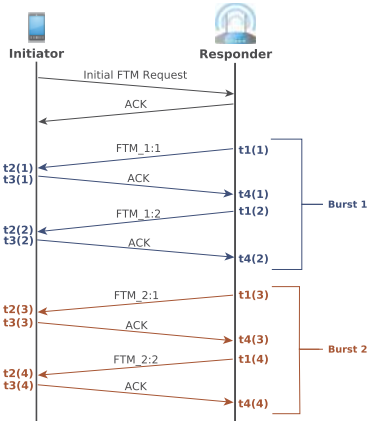 Initiator
Responder
Initial FTM Request
ACK
FTM_1:1
t1(1)
t2(1)
t3(1)
ACK
t4(1)
FTM_1:2
t1(2)
Burst 1
t2(2)
t3(2)
ACK
t4(2)
FTM_2:1
t1(3)
t2(3)
t3(3)
ACK
t4(3)
Burst 2
FTM_2:2
t1(4)
t2(4)
t3(4)
ACK
t4(4)